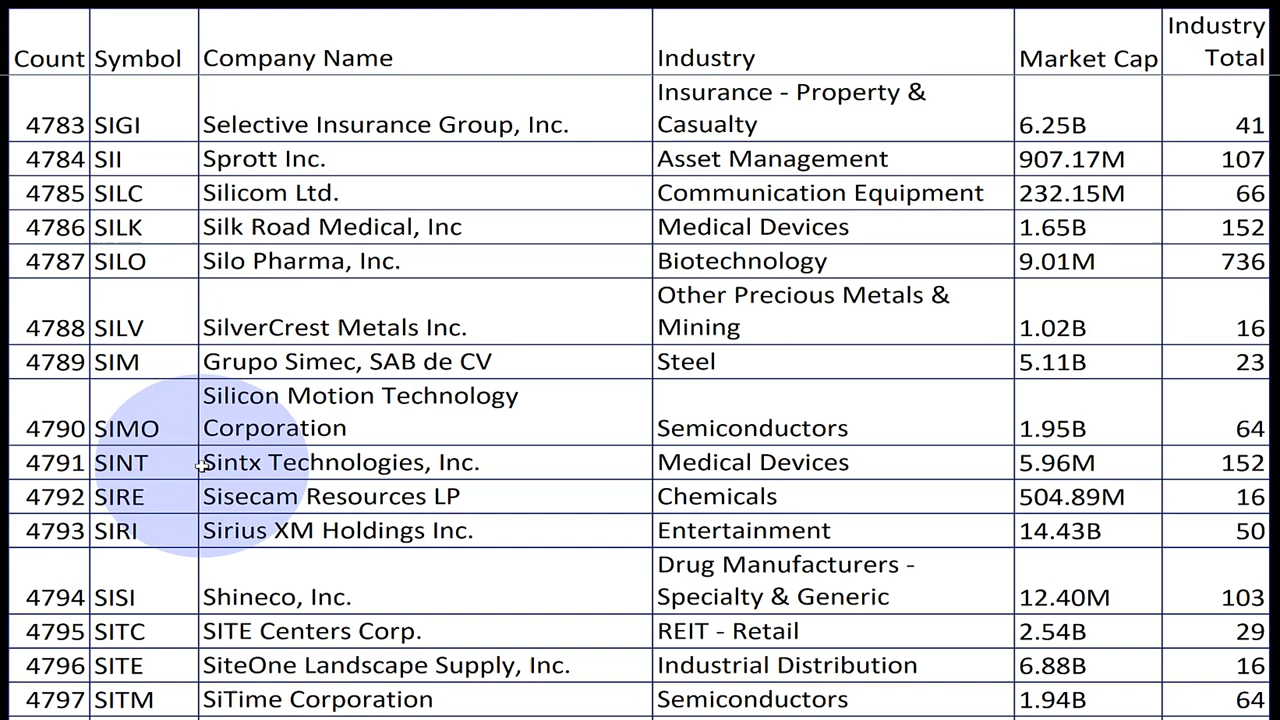 Count Symbol Company Name Industry Market Cap Industry Total
4783 SIGI Selective Insurance Group, Inc. Insurance - Property & Casualty 6.25B 41
4784 SII Sprott Inc. Asset Management 907.17M 107
4785 SILC Silicom Ltd. Communication Equipment 232.15M 66
4786 SILK Silk Road Medical, Inc Medical Devices 1.65B 152
4787 SILO Silo Pharma, Inc. Biotechnology 9.01M 736
4788 SILV SilverCrest Metals Inc. Other Precious Metals & Mining 1.02B 16
4789 SIM Grupo Simec, SAB de CV Steel 5.11B 23
4790 SIMO Silicon Motion Technology Corporation Semiconductors 1.95B 64
4791 SINT Sintx Technologies, Inc. Medical Devices 5.96M 152
4792 SIRE Sisecam Resources LP Chemicals 504.89M 16
4793 SIRI Sirius XM Holdings Inc. Entertainment 14.43B 50
4794 SISI Shineco, Inc. Drug Manufacturers - Specialty & Generic 12.40M 103
4795 SITC SITE Centers Corp. REIT - Retail 2.54B 29
4796 SITE SiteOne Landscape Supply, Inc. Industrial Distribution 6.88B 16
4797 SITM SiTime Corporation Semiconductors 1.94B 64